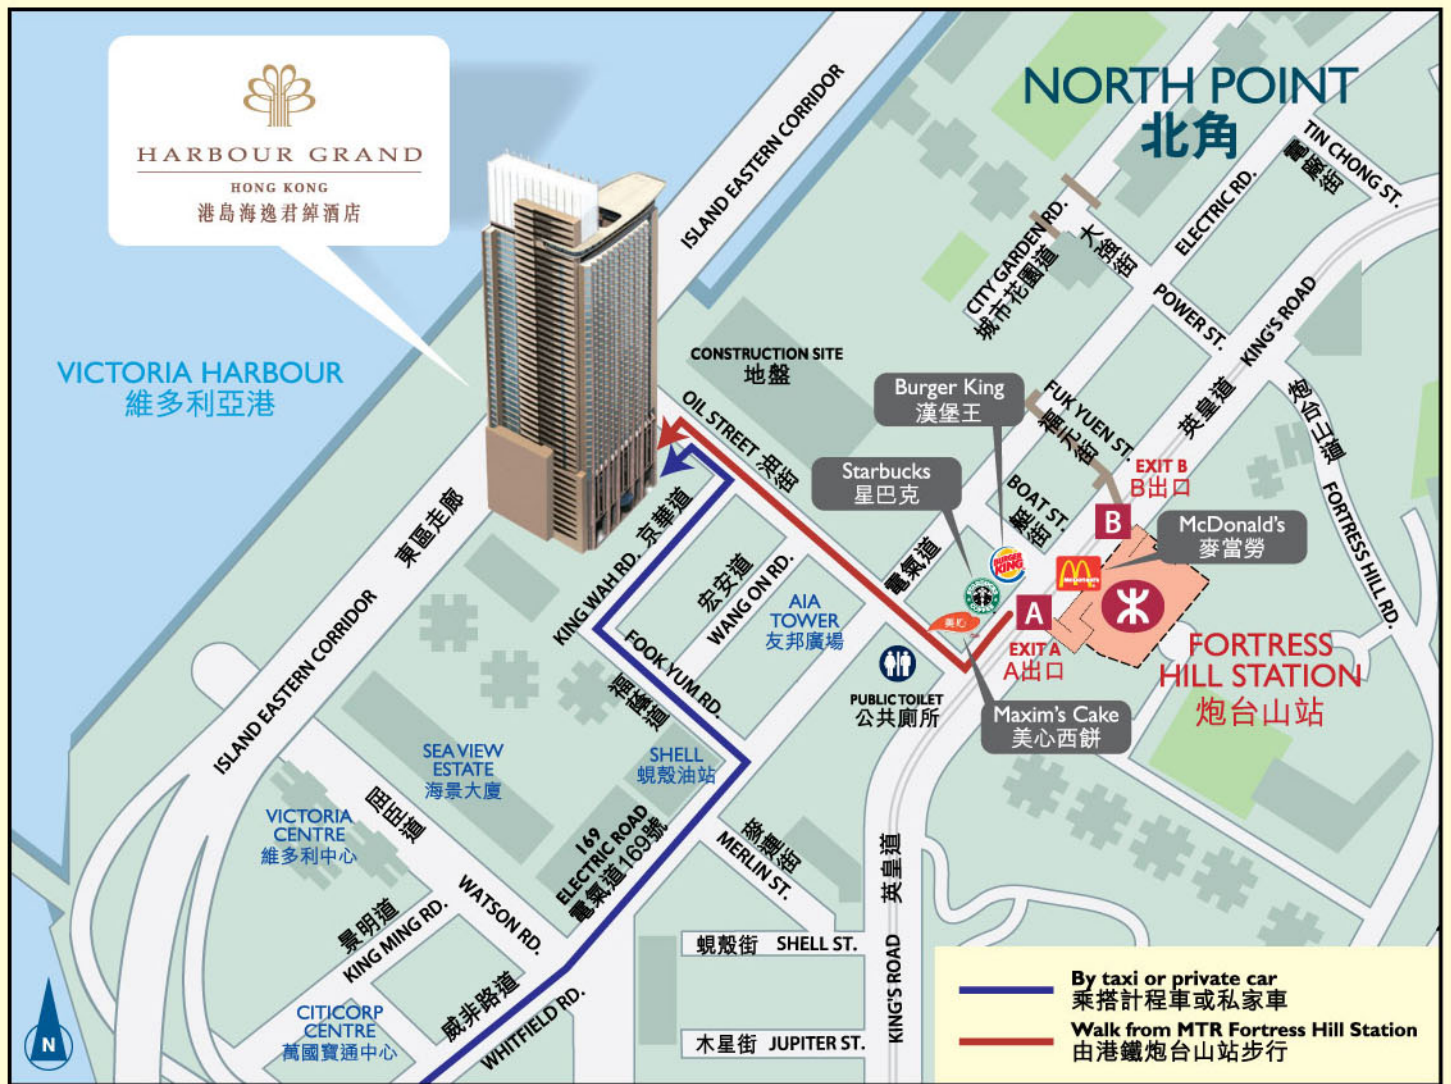 HARBOUR GRAND
HONG KONG
港島海逸君綽酒店
NORTH POINT
北角
ISLAND EASTERN CORRIDOR
TIN CHONG ST.
電廠街
ELECTRIC RD.
CITY GARDEN RD.
城市花園道
大強街
POWER ST.
KING'S ROAD
英皇道
VICTORIA HARBOUR
維多利亞港
CONSTRUCTION SITE
地盤
Burger King
漢堡王
OIL STREET 油街
FUK YUEN ST.
福元街
炮台山道
FORTRESS HILL RD.
Starbucks
星巴克
EXIT B
B出口
BOAT ST.
艇街
B
McDonald's
麥當勞
東區走廊
KING WAH RD. 京華道
宏安道
WANG ON RD.
電氣道
BURGER KING
McDonald's
STARBUCKS COFFEE
美心
A
AIA
TOWER
友邦廣場
EXIT A
A出口
FORTRESS
HILL STATION
炮台山站
ISLAND EASTERN CORRIDOR
FOOK YUM RD.
福蔭道
PUBLIC TOILET
公共廁所
Maxim's Cake
美心西餅
SEA VIEW
ESTATE
海景大廈
SHELL
蜆殼油站
VICTORIA
CENTRE
維多利中心
屈臣道
WATSON RD.
169
ELECTRIC ROAD
電氣道169號
麥連街
MERLIN ST.
英皇道
KING'S ROAD
景明道
KING MING RD.
蜆殼街 SHELL ST.
CITICORP
CENTRE
萬國寶通中心
威非路道
WHITFIELD RD.
木星街 JUPITER ST.
N
By taxi or private car
乘搭計程車或私家車
Walk from MTR Fortress Hill Station
由港鐵炮台山站步行